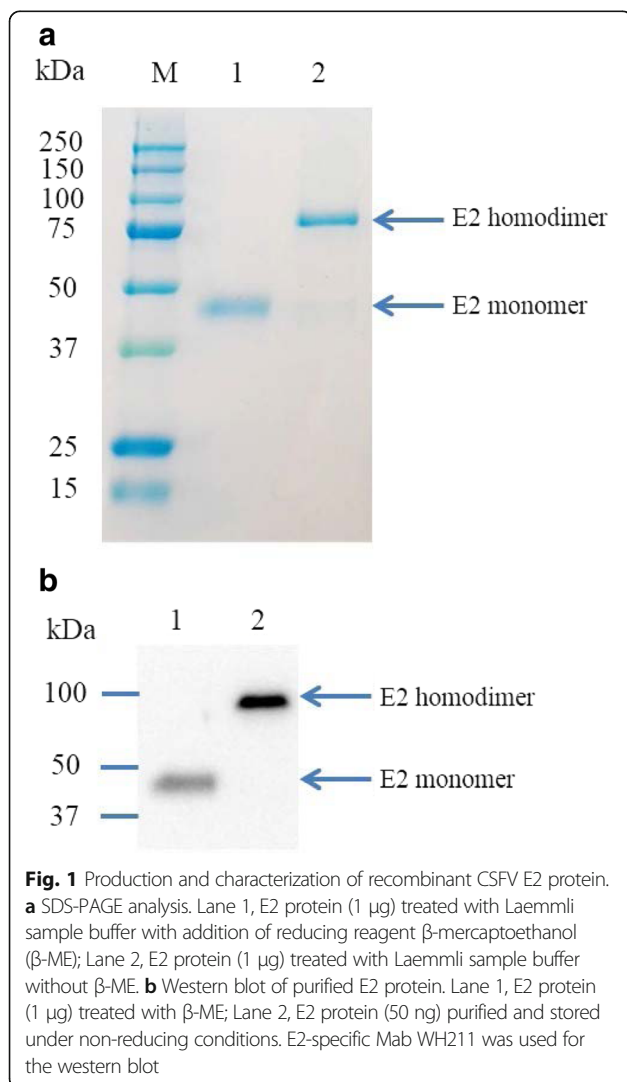 a
kDa M 1 2
250
150
100
75
E2 homodimer
50
E2 monomer
37
25
15
b
kDa 1 2
100
E2 homodimer
50
E2 monomer
37
Fig. 1 Production and characterization of recombinant CSFV E2 protein.
a SDS-PAGE analysis. Lane 1, E2 protein (1 μg) treated with Laemmli
sample buffer with addition of reducing reagent β-mercaptoethanol
(β-ME); Lane 2, E2 protein (1 μg) treated with Laemmli sample buffer
without β-ME. b Western blot of purified E2 protein. Lane 1, E2 protein
(1 μg) treated with β-ME; Lane 2, E2 protein (50 ng) purified and stored
under non-reducing conditions. E2-specific Mab WH211 was used for
the western blot